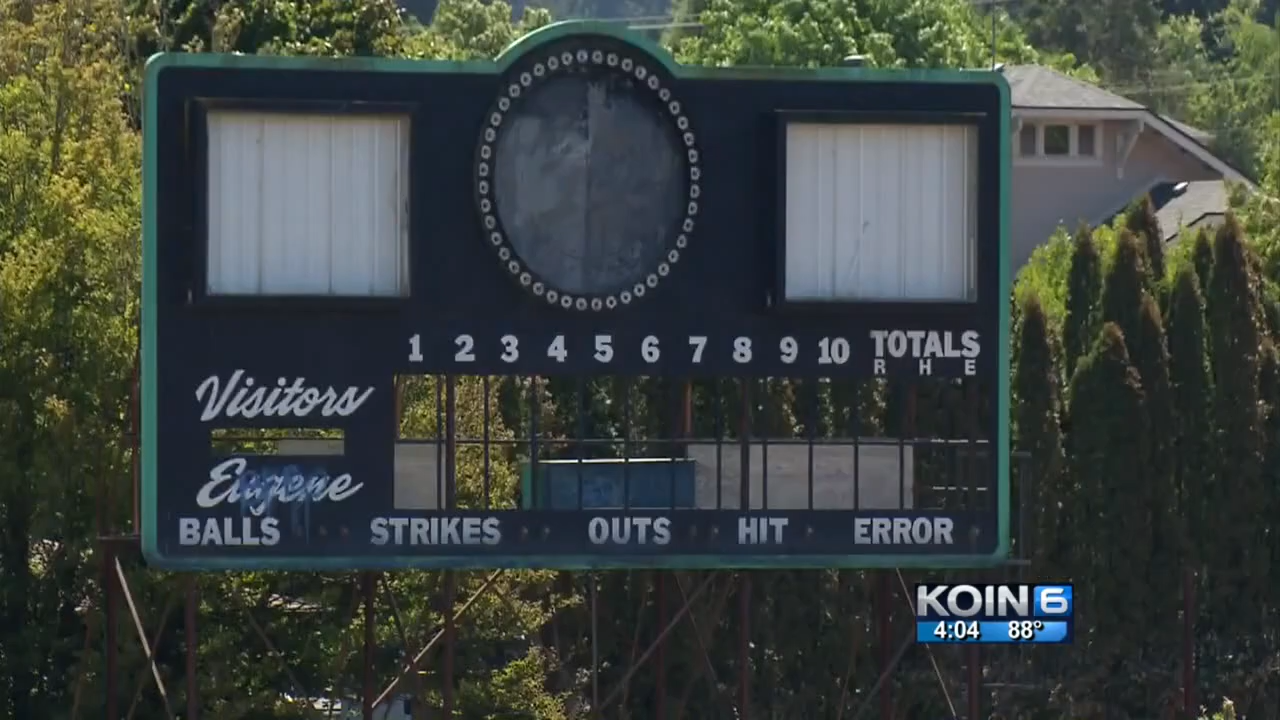 1 2 3 4 5 6 7 8 9 10 TOTALS
R H E
Visitors
Eugene
BALLS STRIKES OUTS HIT ERROR
KOIN 6
4:04 88°